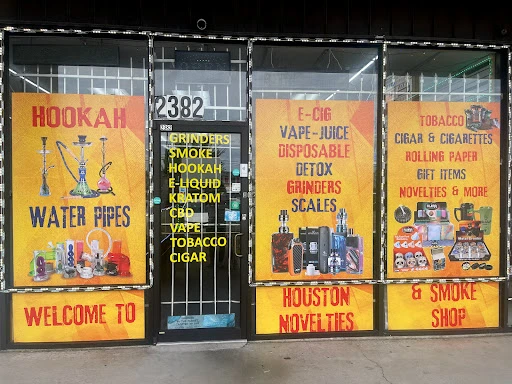 HOOKAH
WATER PIPES
WELCOME TO
2382
2382
GRINDERS
SMOKE
HOOKAH
E-LIQUID
KRATOM
CBD
VAPE
TOBACCO
CIGAR
E-CIG
VAPE-JUICE
DISPOSABLE
DETOX
GRINDERS
SCALES
HOUSTON
NOVELTIES
TOBACCO
CIGAR & CIGARETTES
ROLLING PAPER
GIFT ITEMS
NOVELTIES & MORE
& SMOKE
SHOP